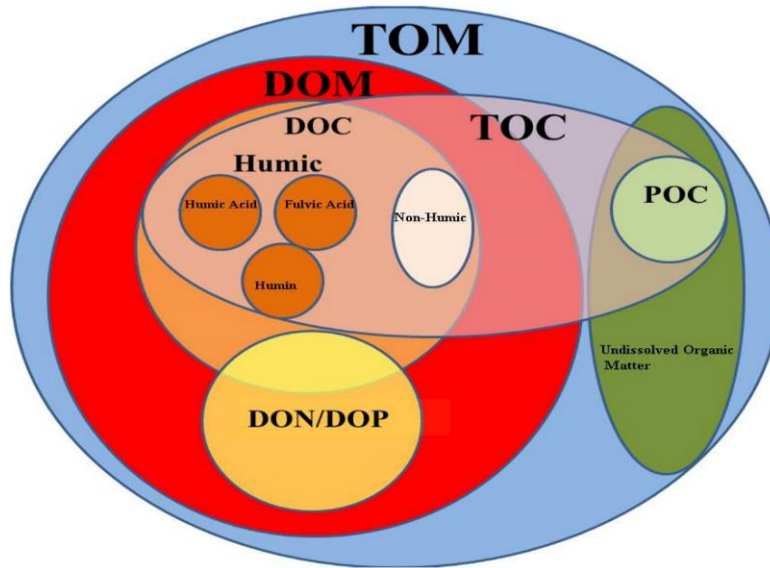 TOM
DOM
DOC
TOC
Humic
Humic Acid
Fulvic Acid
Non-Humic
POC
Humin
Undissolved Organic
Matter
DON/DOP